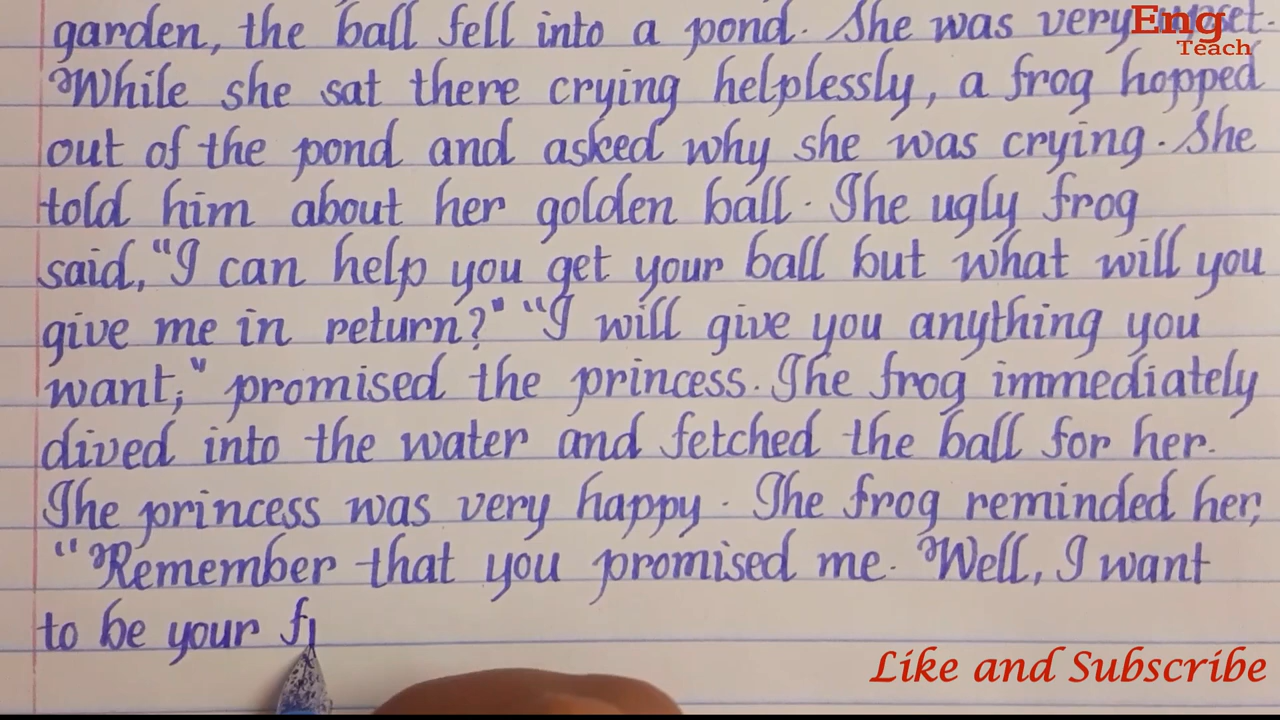 garden, the ball fell into a pond. She was very
Eng
Teach
While she sat there crying helplessly, a frog hopped
out of the pond and asked why she was crying. She
told him about her golden ball. The ugly frog
said, "I can help you get your ball but what will you
give me in return?" "I will give you anything you
want," promised the princess. The frog immediately
dived into the water and fetched the ball for her.
The princess was very happy. The frog reminded her,
"Remember that you promised me. Well, I want
to be your
Like and Subscribe